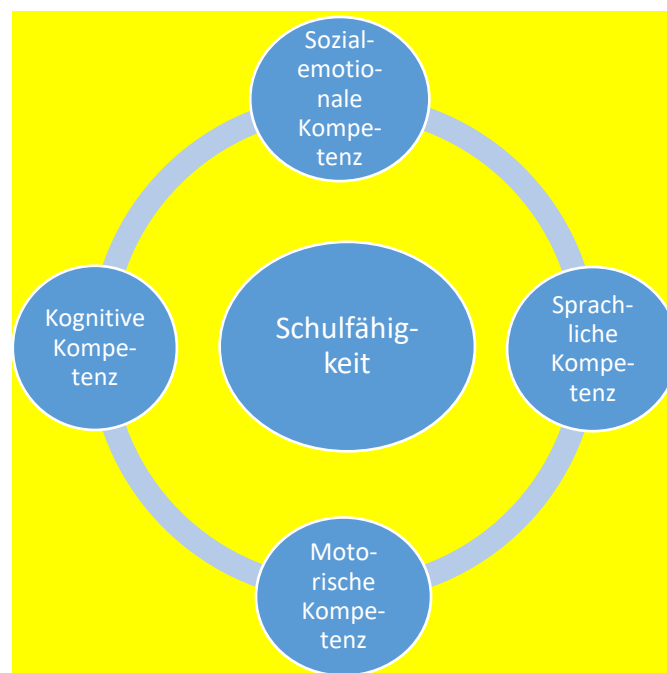 Sozial-
emotio-
nale
Kompe-
tenz
Kognitive
Kompe-
tenz
Schulfähig-
keit
Sprach-
liche
Kompe-
tenz
Moto-
rische
Kompe-
tenz